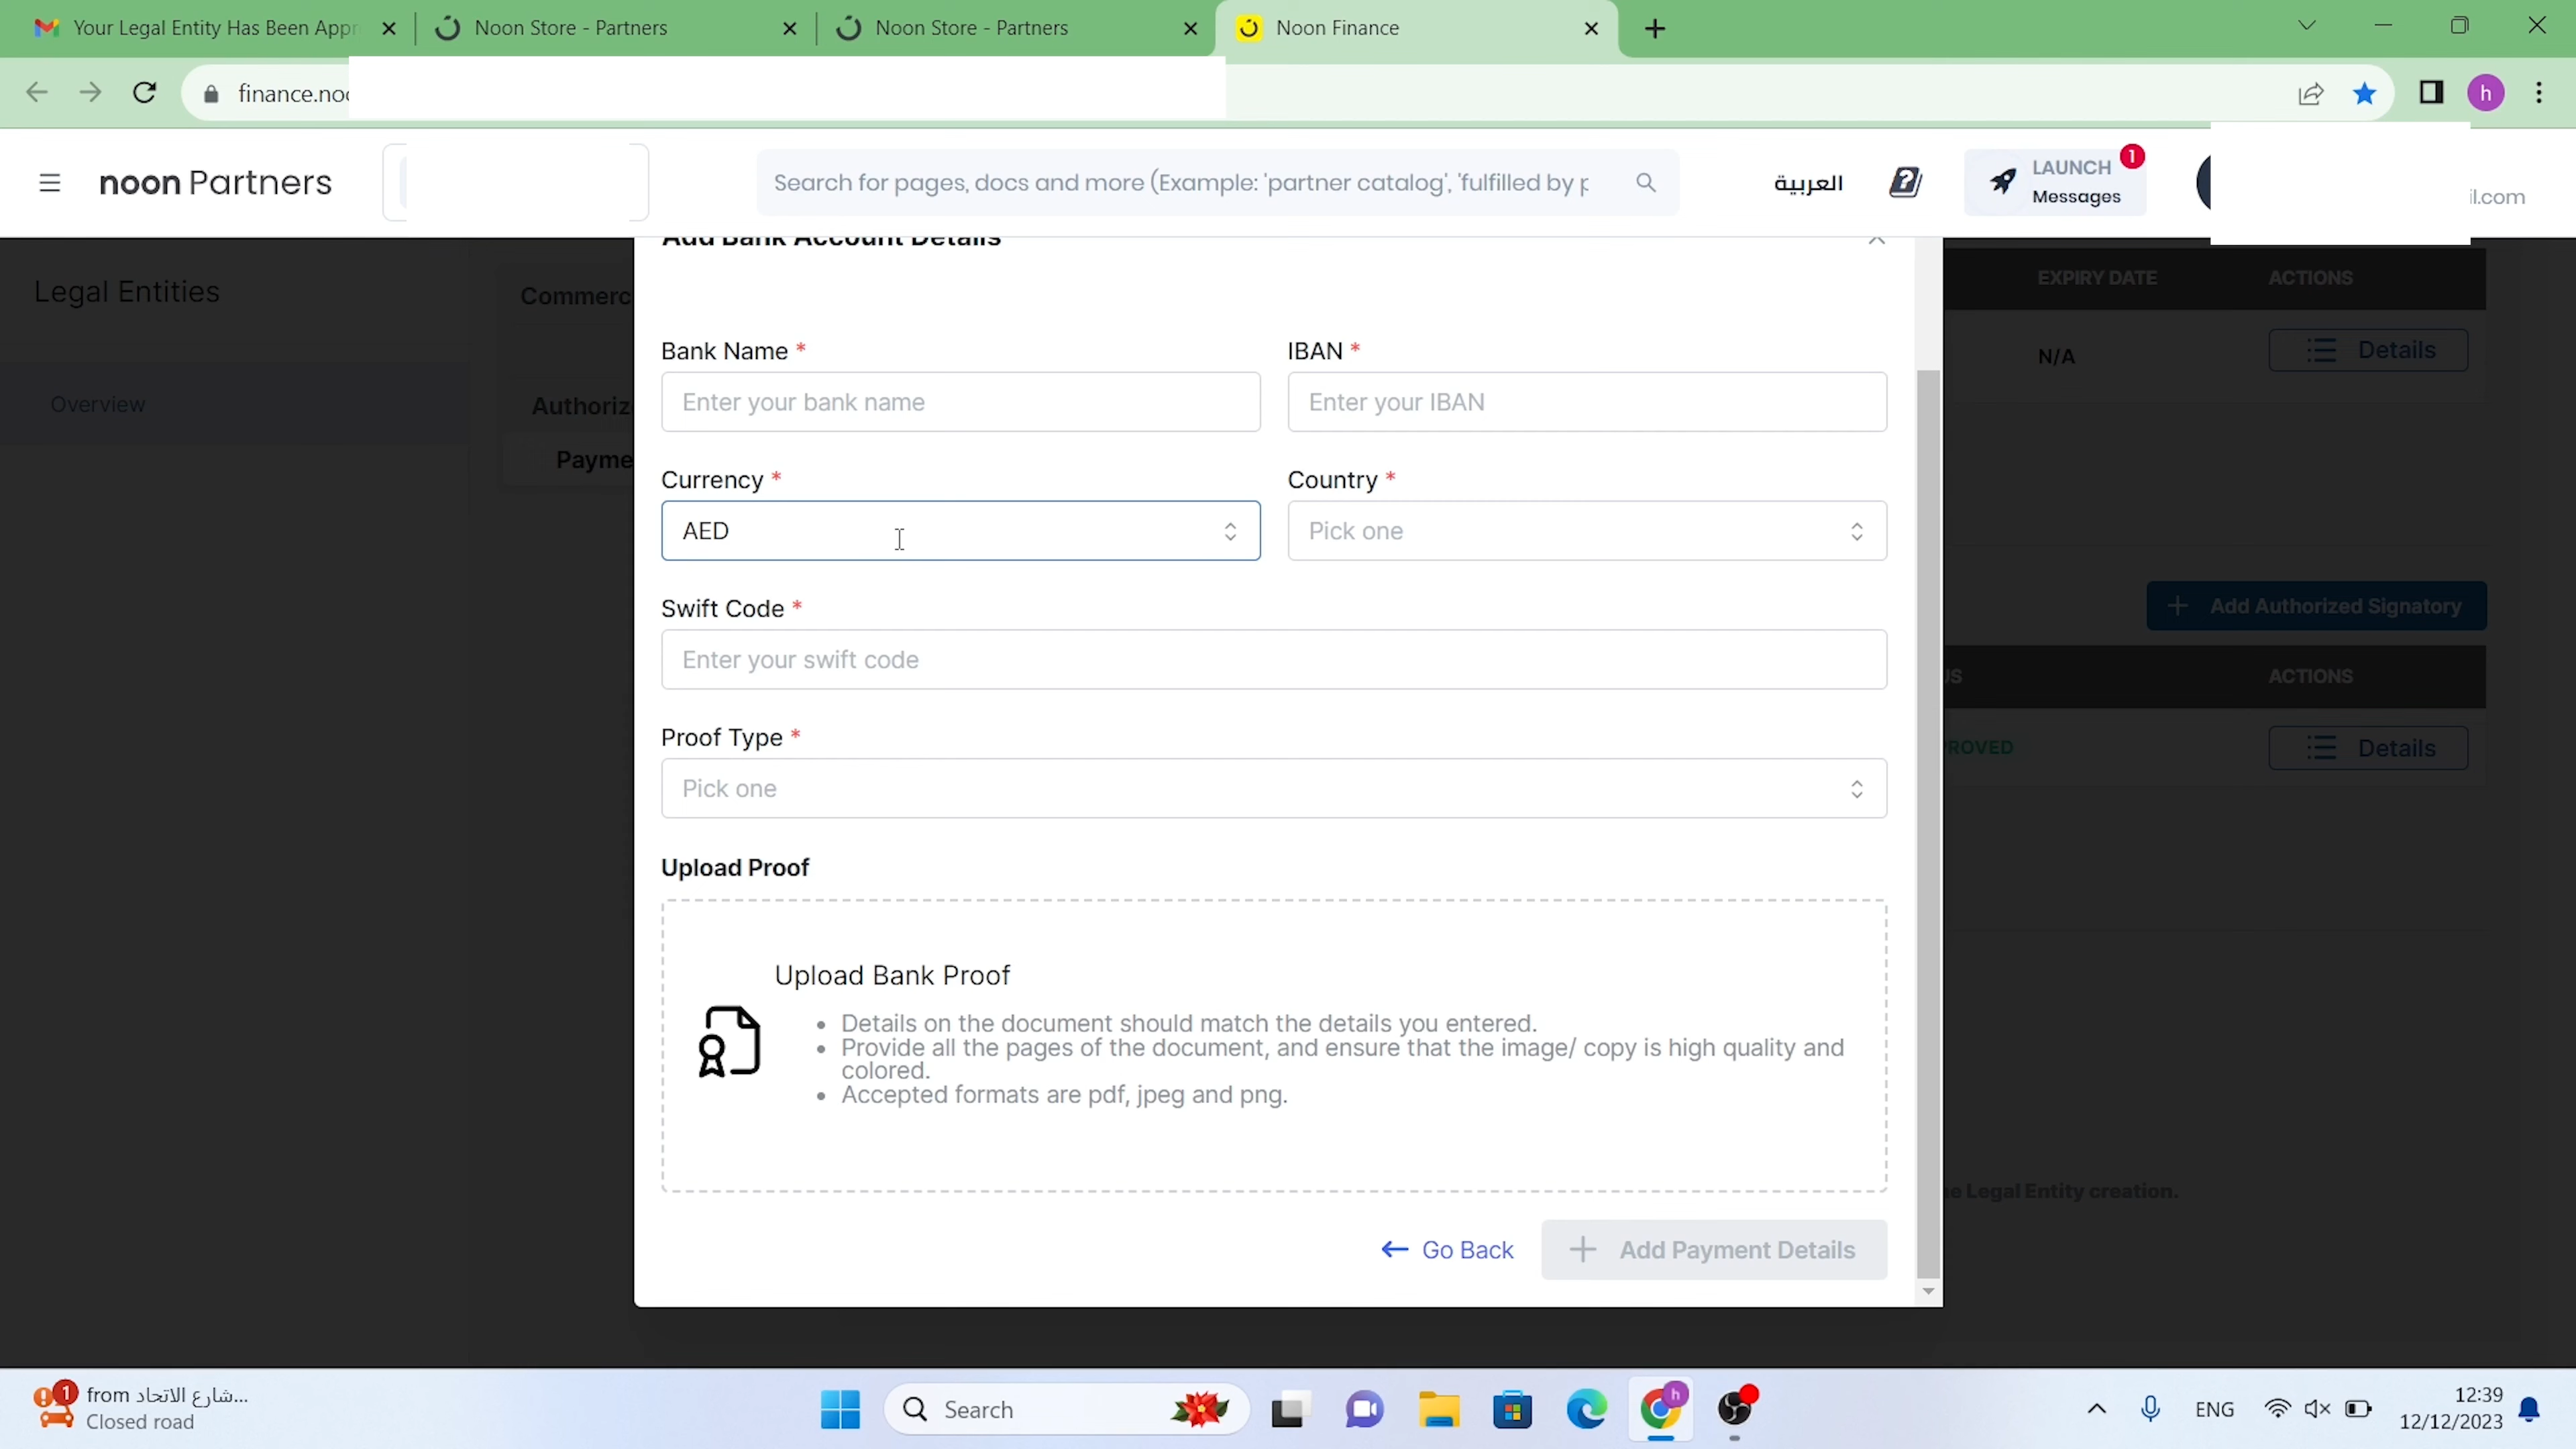 Your Legal Entity Has Been Appr
Noon Store - Partners
Noon Store - Partners
Noon Finance
finance.noo
h
noon Partners
Search for pages, docs and more (Example: 'partner catalog', 'fulfilled by p
العربية
LAUNCH
Messages
1
il.com
Legal Entities
Overview
Commerc
Authoriz
Payme
Add Bank Account Details
EXPIRY DATE
ACTIONS
N/A
Details
Bank Name *
IBAN *
Enter your bank name
Enter your IBAN
Currency *
Country *
AED
Pick one
Swift Code *
Enter your swift code
Add Authorized Signatory
US
ACTIONS
ROVED
Details
Proof Type *
Pick one
Upload Proof
Upload Bank Proof
• Details on the document should match the details you entered.
• Provide all the pages of the document, and ensure that the image/ copy is high quality and
colored.
• Accepted formats are pdf, jpeg and png.
e Legal Entity creation.
Go Back
Add Payment Details
1
from شارع الاتحاد...
Closed road
Search
h
ENG
12:39
12/12/2023